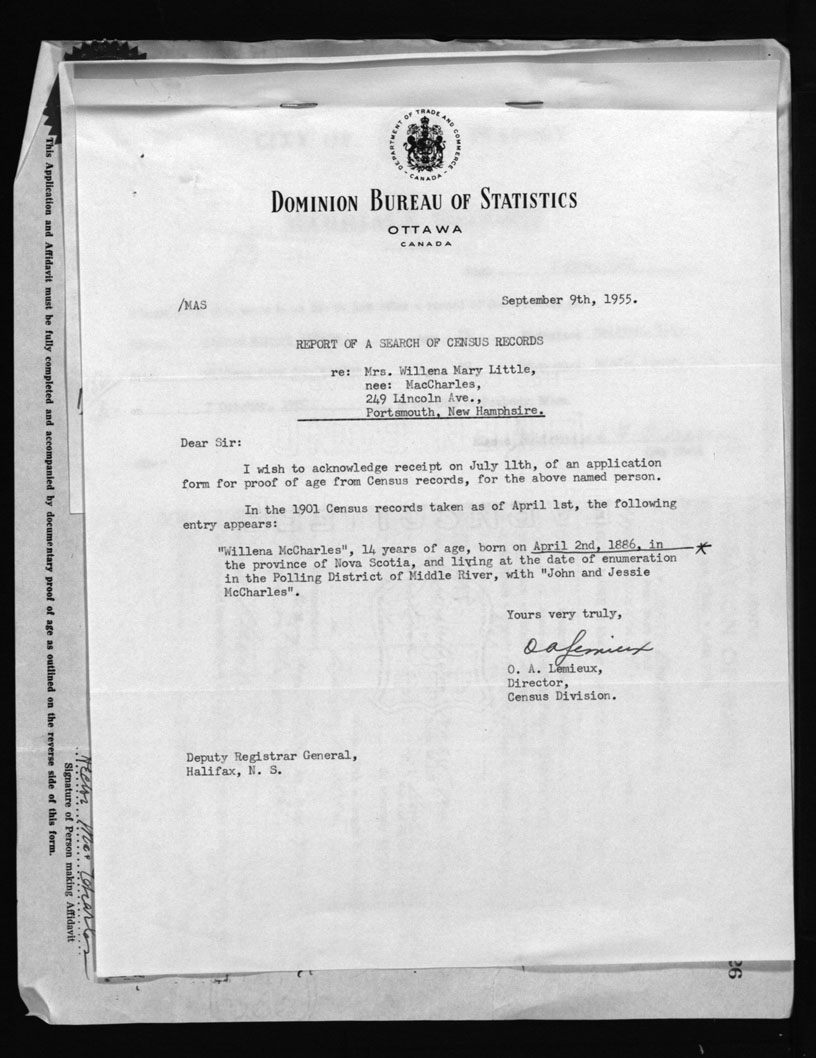 DEPARTMENT OF TRADE AND COMMERCE
- CANADA -
DOMINION BUREAU OF STATISTICS
OTTAWA
CANADA
/MAS
September 9th, 1955.
REPORT OF A SEARCH OF CENSUS RECORDS
re: Mrs. Willena Mary Little,
nee: MacCharles,
249 Lincoln Ave.,
Portsmouth, New Hamphsire.
Dear Sir:
I wish to acknowledge receipt on July 11th, of an application
form for proof of age from Census records, for the above named person.
In the 1901 Census records taken as of April 1st, the following
entry appears:
"Willena McCharles", 14 years of age, born on April 2nd, 1886, in *
the province of Nova Scotia, and living at the date of enumeration
in the Polling District of Middle River, with "John and Jessie
McCharles".
Yours very truly,
O A Lemieux
O. A. Lemieux,
Director,
Census Division.
Deputy Registrar General,
Halifax, N. S.
This Application and Affidavit must be fully completed and accompanied by documentary proof of age as outlined on the reverse side of this form.
Signature of Person making Affidavit